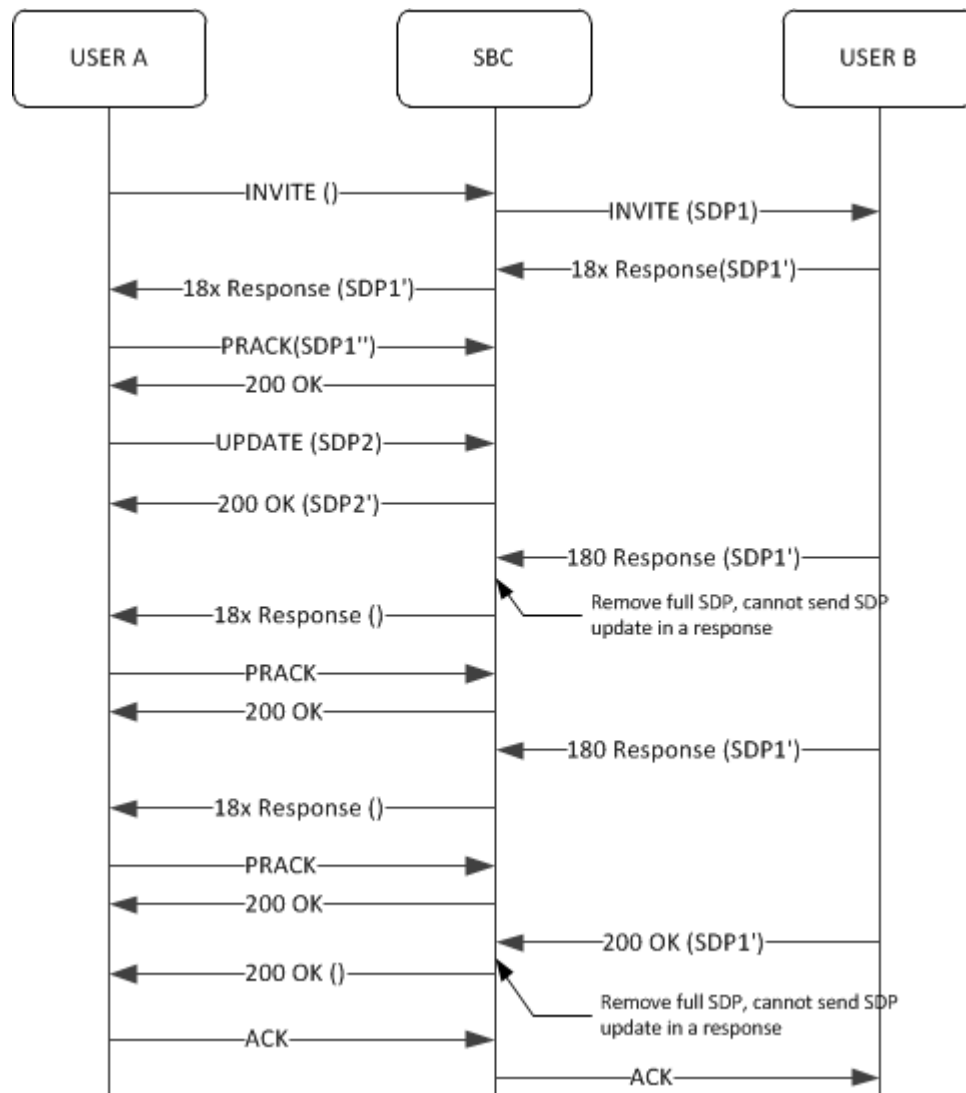 USER A
SBC
USER B
INVITE ()
INVITE (SDP1)
18x Response(SDP1')
18x Response (SDP1')
PRACK(SDP1'')
200 OK
UPDATE (SDP2)
200 OK (SDP2')
180 Response (SDP1')
Remove full SDP, cannot send SDP
update in a response
18x Response ()
PRACK
200 OK
180 Response (SDP1')
18x Response ()
PRACK
200 OK
200 OK (SDP1')
200 OK ()
Remove full SDP, cannot send SDP
update in a response
ACK
ACK